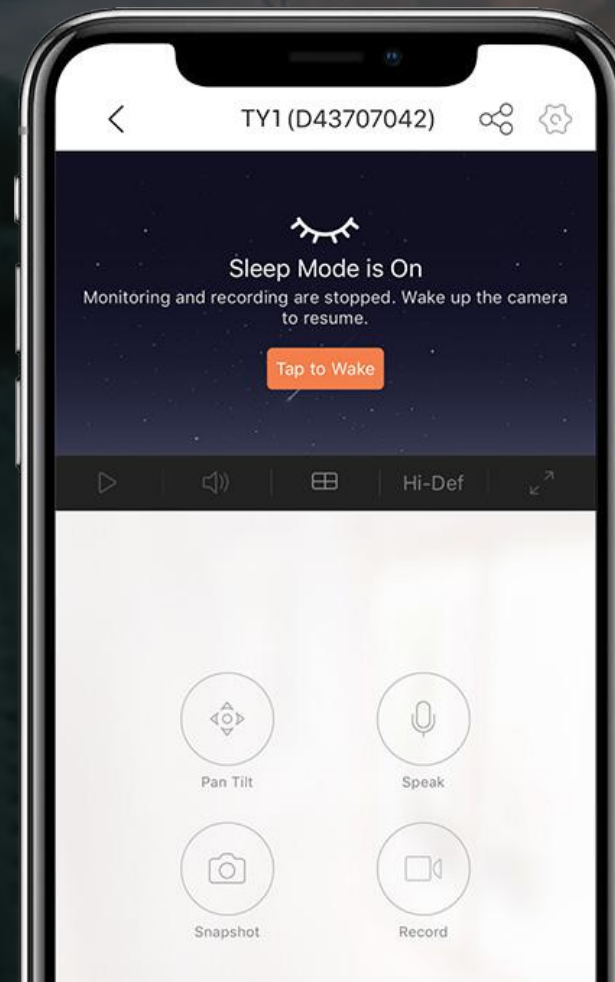 TY1(D43707042)
Sleep Mode is On
Monitoring and recording are stopped. Wake up the camera
to resume.
Tap to Wake
Hi-Def
Pan Tilt
Speak
Snapshot
Record